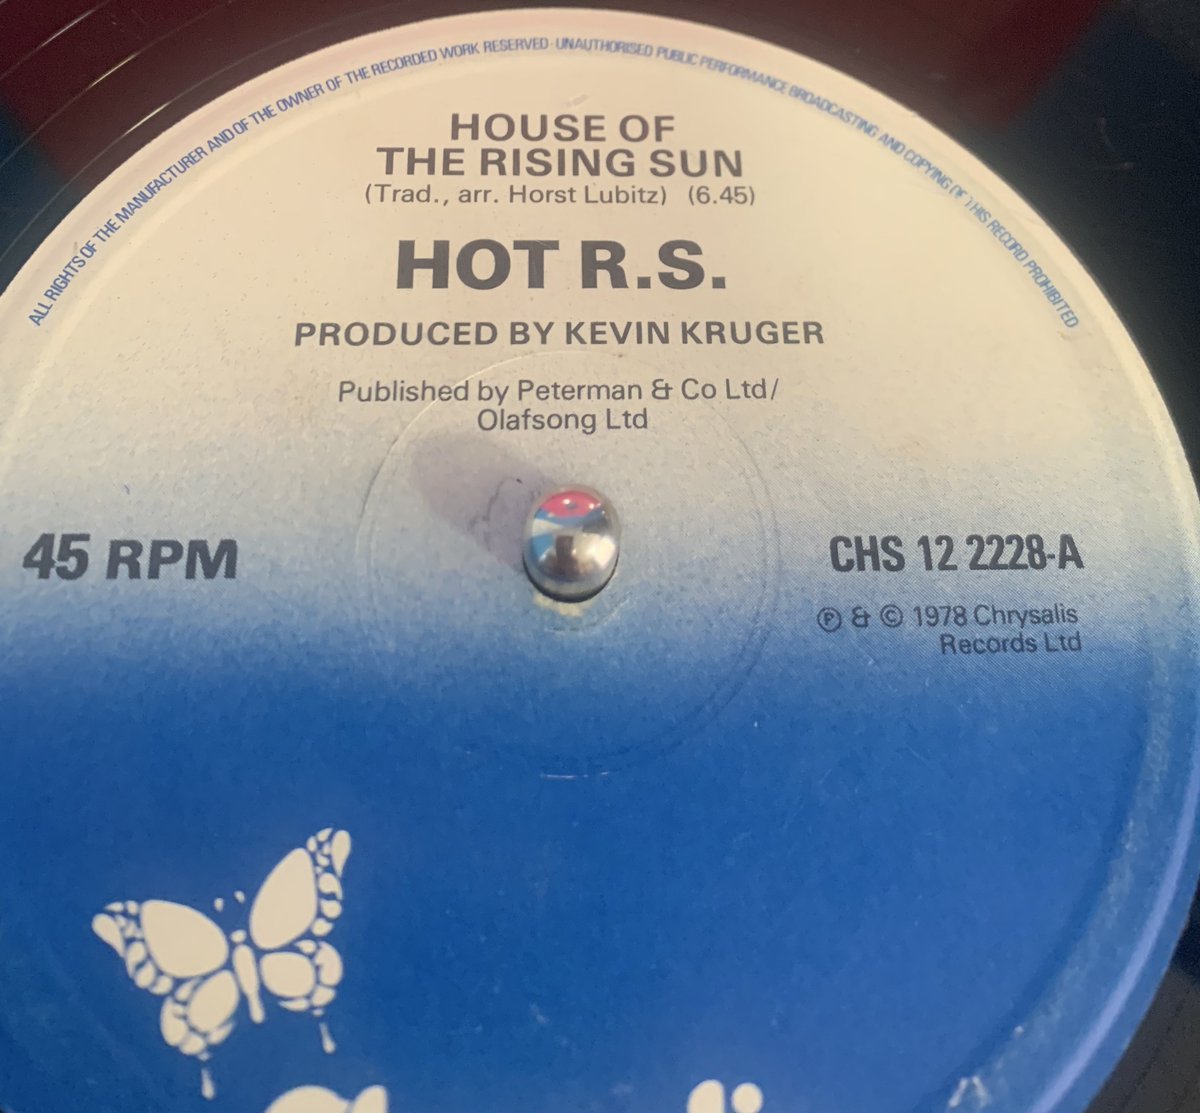 ALL RIGHTS OF THE MANUFACTURER AND OF THE OWNER OF THE RECORDED WORK RESERVED · UNAUTHORISED PUBLIC PERFORMANCE BROADCASTING AND COPYING OF THIS RECORD PROHIBITED
HOUSE OF
THE RISING SUN
(Trad., arr. Horst Lubitz) (6.45)
HOT R.S.
PRODUCED BY KEVIN KRUGER
Published by Peterman & Co Ltd/
Olafsong Ltd
45 RPM
CHS 12 2228-A
Ⓟ & © 1978 Chrysalis
Records Ltd